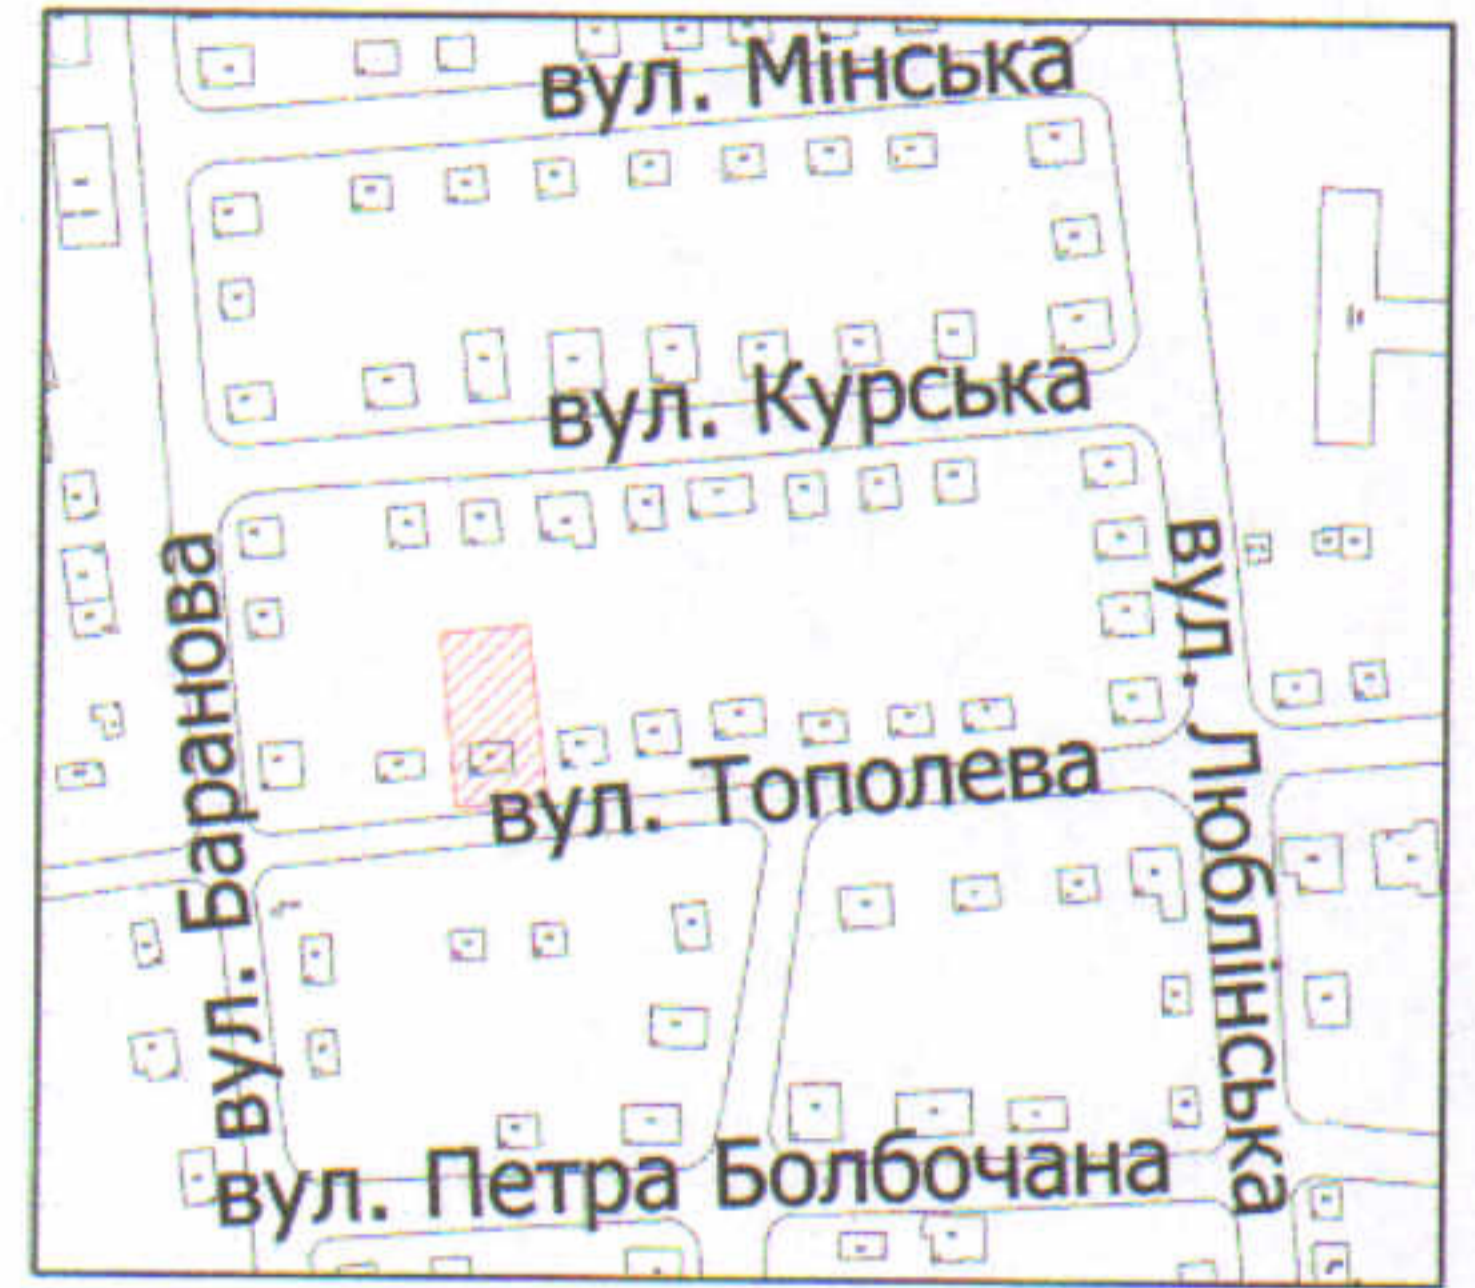 вул. Мінська
вул. Курська
вул. Баранова
вул. Люблінська
вул. Тополева
вул. Петра Болбочана